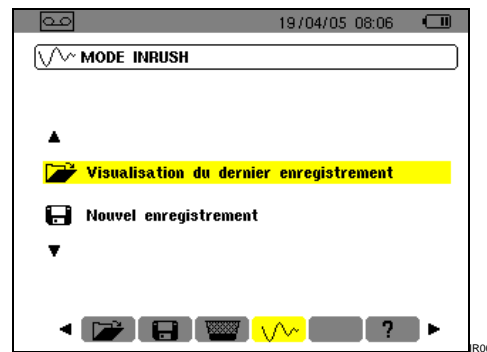 19/04/05 08:06
MODE INRUSH
Visualisation du dernier enregistrement
Nouvel enregistrement
?